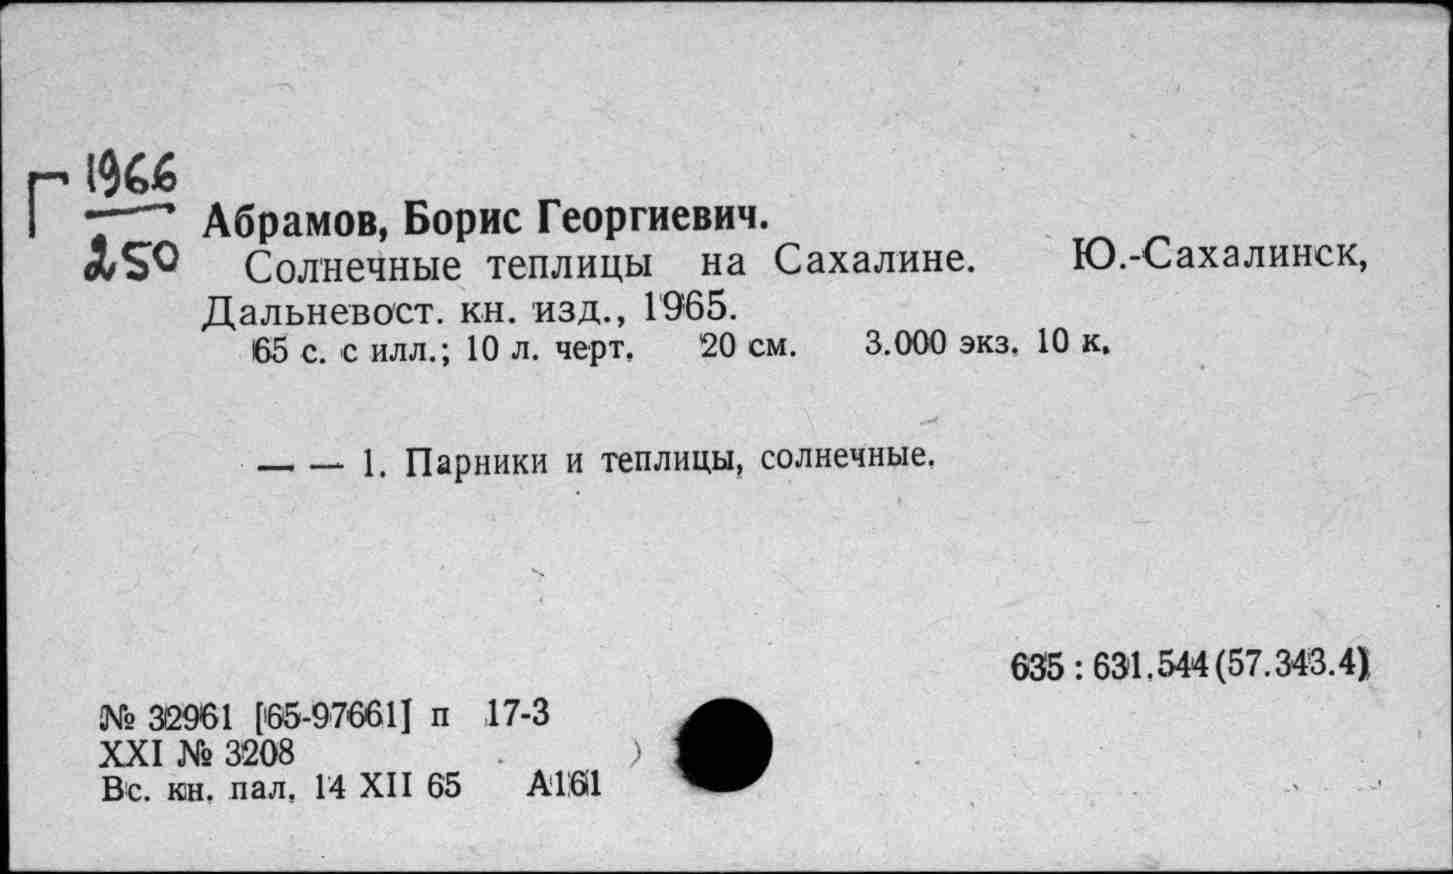 Г 1966
250
Абрамов, Борис Георгиевич.
Солнечные теплицы на Сахалине. Ю.-Сахалинск,
Дальневост. кн. изд., 1965.
65 с. с илл.; 10 л. черт. 20 см. 3.000 экз. 10 к.
— — 1. Парники и теплицы, солнечные.
635 : 631.544 (57.343.4)
№ 32961 [65-97661] п 17-3
XXI № 3208
Вс. кн. пал. 14 XII 65 А161